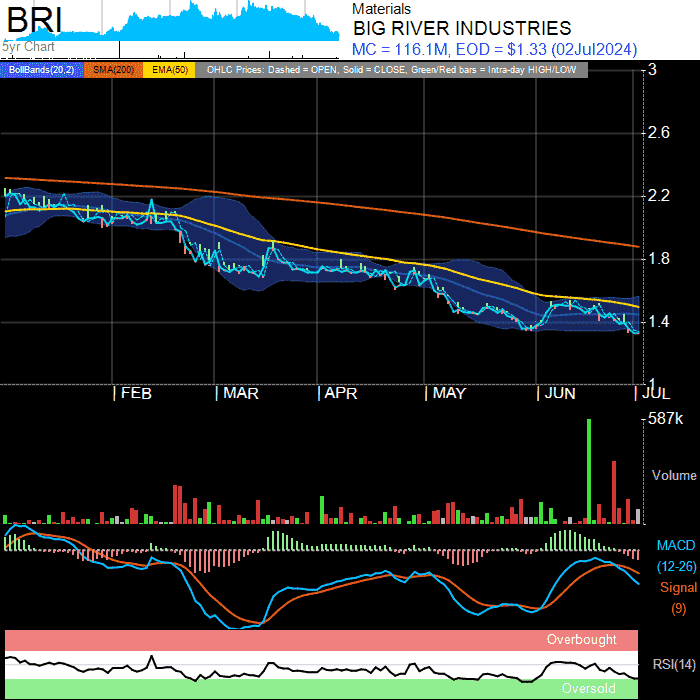 BRI
5yr Chart
Materials
BIG RIVER INDUSTRIES
MC = 116.1M, EOD = $1.33 (02Jul2024)
BollBands(20,2) SMA(200) EMA(50) OHLC Prices: Dashed = OPEN, Solid = CLOSE, Green/Red bars = Intra-day HIGH/LOW
3
2.6
2.2
1.8
1.4
1
FEB MAR APR MAY JUN JUL
587k
Volume
MACD
(12-26)
Signal
(9)
Overbought
RSI(14)
Oversold